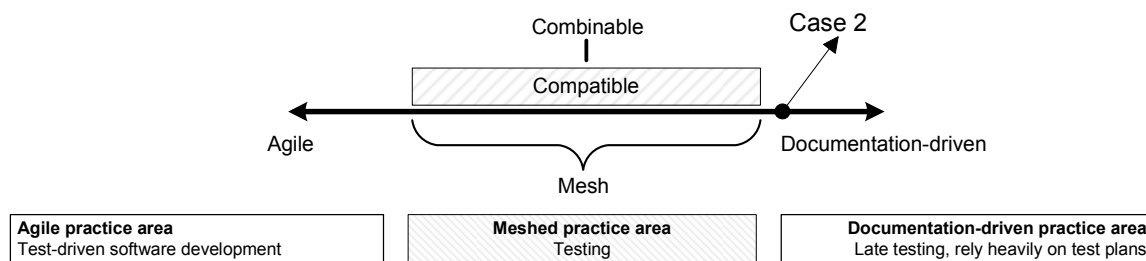 Combinable
Case 2
Compatible
Agile
Documentation-driven
Mesh
Agile practice area
Test-driven software development
Meshed practice area
Testing
Documentation-driven practice area
Late testing, rely heavily on test plans